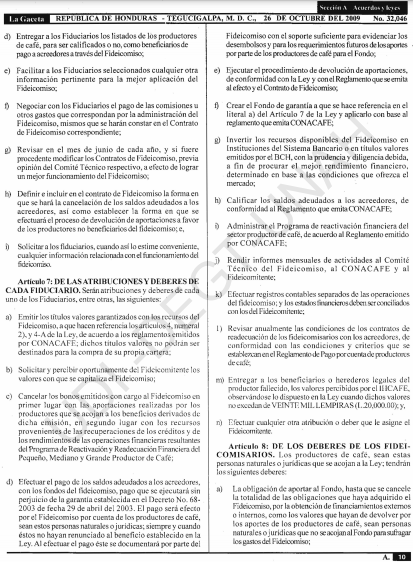 Sección A Acuerdos y leyes
La Gaceta REPÚBLICA DE HONDURAS - TEGUCIGALPA, M. D. C., 26 DE OCTUBRE DEL 2009 No. 32,046
d) Entregar a los Fiduciarios los listados de los productores
de café, para ser calificados o no, como beneficiarios de
pago a acreedores a través del Fideicomiso;
e) Facilitar a los Fiduciarios seleccionados cualquier otra
información pertinente para la mejor aplicación del
Fideicomiso;
f) Negociar con los Fiduciarios el pago de las comisiones u
otros gastos que correspondan por la administración del
Fideicomiso, mismos que se harán constar en el Contrato
de Fideicomiso correspondiente;
g) Revisar en el mes de junio de cada año, y si fuere
procedente modificar los Contratos de Fideicomiso, previa
opinión del Comité Técnico respectivo, a efecto de lograr
un mejor funcionamiento del Fideicomiso;
h) Definir e incluir en el contrato de Fideicomiso la forma en
que se hará la cancelación de los saldos adeudados a los
acreedores, así como establecer la forma en que se
efectuará el proceso de devolución de aportaciones a favor
de los productores no beneficiarios del fideicomiso; e,
i) Solicitar a los fiduciarios, cuando así lo estime conveniente,
cualquier información relacionada con el funcionamiento del
fideicomiso.
Artículo 7: DE LAS ATRIBUCIONES Y DEBERES DE
CADA FIDUCIARIO. Serán atribuciones y deberes de cada
uno de los Fiduciarios, entre otras, las siguientes:
a) Emitir los títulos valores garantizados con los recursos del
Fideicomiso, a que hacen referencia los artículos 4, numeral
2), y 4-A de la Ley, de acuerdo a los reglamentos emitidos
por CONACAFE; dichos títulos valores no podrán ser
destinados para la compra de su propia cartera;
b) Solicitar y percibir oportunamente del Fideicomitente los
valores con que se capitaliza el Fideicomiso;
c) Cancelar los bonos emitidos con cargo al Fideicomiso en
primer lugar con las aportaciones realizadas por los
productores que se acojan a los beneficios derivados de
dicha emisión, en segundo lugar con los recursos
provenientes de las recuperaciones de los créditos y de
los rendimientos de las operaciones financieras resultantes
del Programa de Reactivación y Readecuación Financiera del
Pequeño, Mediano y Grande Productor de Café;
d) Efectuar el pago de los saldos adeudados a los acreedores,
con los fondos del fideicomiso, pago que se ejecutará sin
perjuicio de la garantía establecida en el Decreto No. 68-
2003 de fecha 29 de abril del 2003. El pago será efecto
por el Fiduciario por cuenta de los productores de café,
sean estos personas naturales o jurídicas; siempre y cuando
éstos no hayan renunciado al beneficio establecido en la
Ley. Al efectuar el pago éste se documentará por parte del
Fideicomiso con el soporte suficiente para evidenciar los
desembolsos y para los requerimientos futuros de los aportes
por parte de los productores de café para el Fondo;
e) Ejecutar el procedimiento de devolución de aportaciones,
de conformidad con la Ley y con el Reglamento que se emita
al efecto y el Contrato de Fideicomiso;
f) Crear el Fondo de garantía a que se hace referencia en el
literal a) del Artículo 7 de la Ley y aplicarlo con base al
reglamento que emita CONACAFE;
g) Invertir los recursos disponibles del Fideicomiso en
Instituciones del Sistema Bancario o en títulos valores
emitidos por el BCH, con la prudencia y diligencia debida,
a fin de procurar el mejor rendimiento financiero,
determinado en base a las condiciones que ofrezca el
mercado;
h) Calificar los saldos adeudados a los acreedores, de
conformidad al Reglamento que emita CONACAFE;
i) Administrar el Programa de reactivación financiera del
sector productor de café, de acuerdo al Reglamento emitido
por CONACAFE;
j) Rendir informes mensuales de actividades al Comité
Técnico del Fideicomiso, al CONACAFE y al
Fideicomitente;
k) Efectuar registros contables separados de las operaciones
del fideicomiso; y los estados financieros deben ser conciliados
con los del Fideicomitente;
l) Revisar anualmente las condiciones de los contratos de
readecuación de los fideicomisarios con los acreedores, de
conformidad con las condiciones y criterios que se
establezcan en el Reglamento de Pago por cuenta de productores
de café;
m) Entregar a los beneficiarios o herederos legales del
productor fallecido, los valores percibidos por el IHCAFE,
observándose lo dispuesto en la Ley cuando dichos valores
no excedan de VEINTE MIL LEMPIRAS (L.20,000.00); y,
n) Efectuar cualquier otra atribución o deber que le asigne el
Fideicomitente.
Artículo 8: DE LOS DEBERES DE LOS FIDEI-
COMISARIOS. Los productores de café, sean estas
personas naturales o jurídicas que se acojan a la Ley; tendrán
los siguientes deberes:
a) La obligación de aportar al Fondo, hasta que se cancele
la totalidad de las obligaciones que haya adquirido el
Fideicomiso, por la obtención de financiamientos externos
o internos, como los valores que hayan de devolver por
los aportes de los productores de café, sean personas
naturales o jurídicas que no se acojan al Fondo para sufragar
los gastos del Fideicomiso;
A. 10